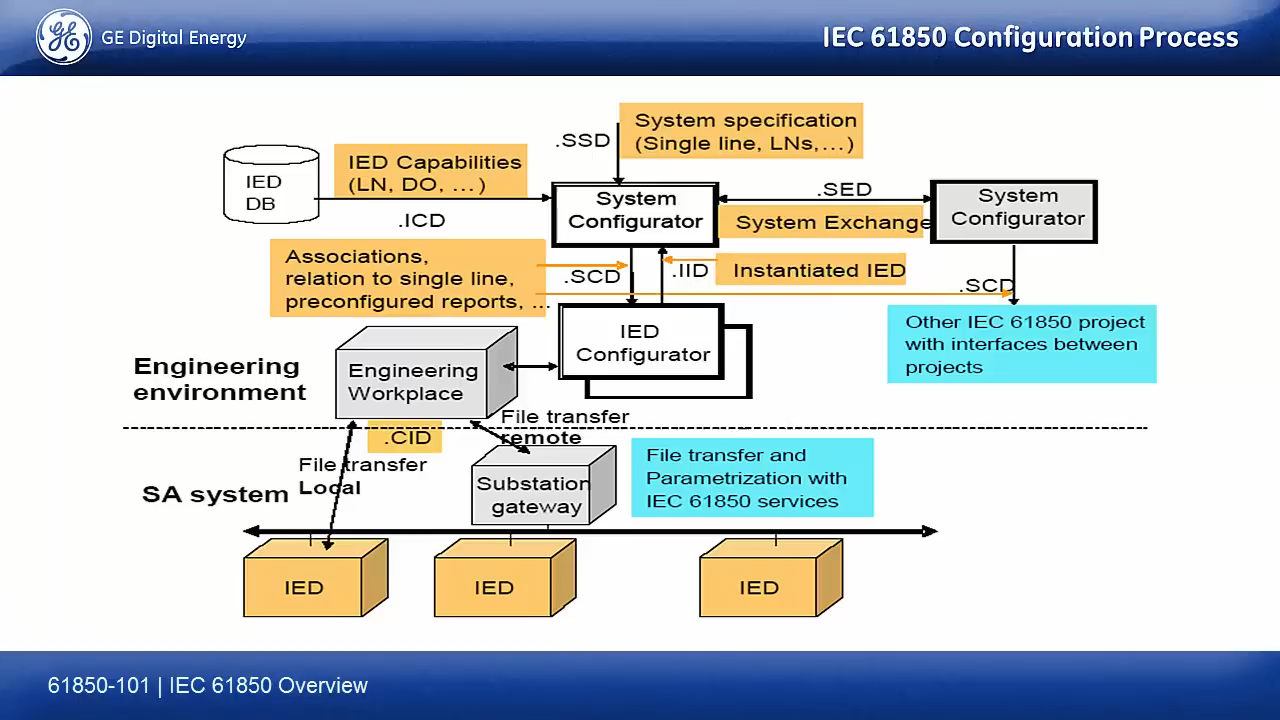 GE Digital Energy
IEC 61850 Configuration Process
System specification
(Single line, LNs,...)
.SSD
IED Capabilities
(LN, DO, ...)
IED
DB
.ICD
System
Configurator
.SED
System Exchange
System
Configurator
Associations,
relation to single line,
preconfigured reports, ...
.SCD
.IID
Instantiated IED
.SCD
IED
Configurator
Other IEC 61850 project
with interfaces between
projects
Engineering
environment
Engineering
Workplace
File transfer
remote
.CID
File transfer
Local
SA system
Substation
gateway
File transfer and
Parametrization with
IEC 61850 services
IED
IED
IED
61850-101 | IEC 61850 Overview